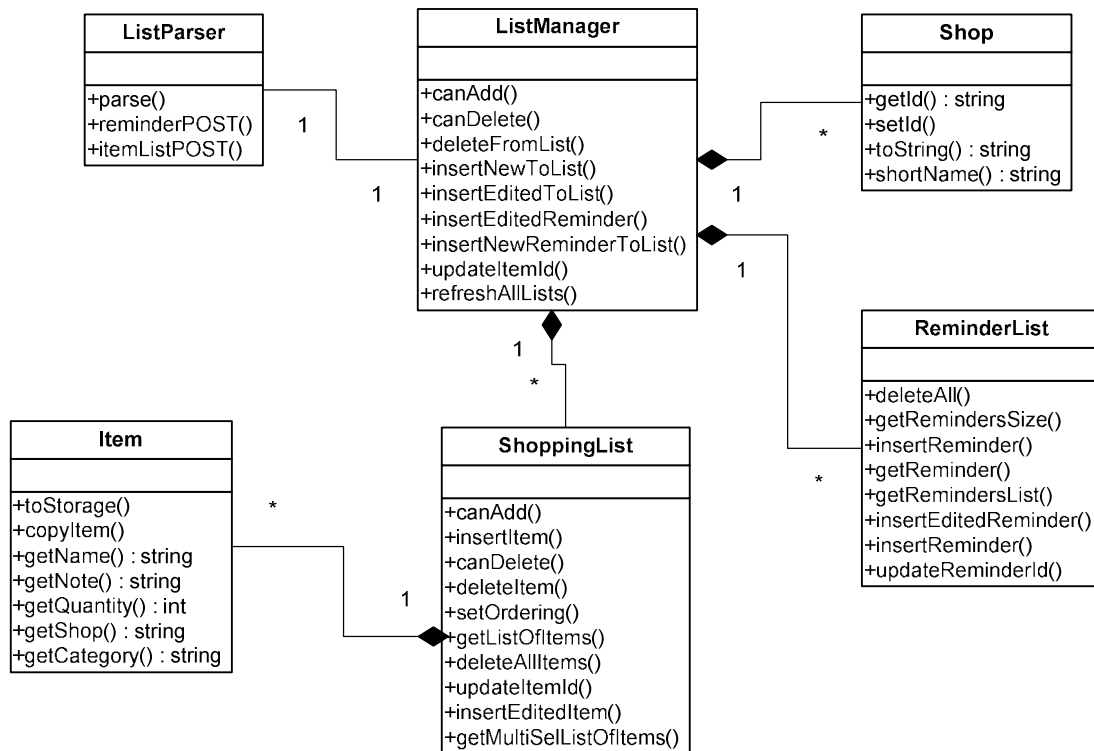 ListParser
+parse()
+reminderPOST()
+itemListPOST()
1
1
ListManager
+canAdd()
+canDelete()
+deleteFromList()
+insertNewToList()
+insertEditedToList()
+insertEditedReminder()
+insertNewReminderToList()
+updateItemId()
+refreshAllLists()
Shop
+getId() : string
+setId()
+toString() : string
+shortName() : string
*
1
1
*
ReminderList
+deleteAll()
+getRemindersSize()
+insertReminder()
+getReminder()
+getRemindersList()
+insertEditedReminder()
+insertReminder()
+updateReminderId()
1
*
Item
+toStorage()
+copyItem()
+getName() : string
+getNote() : string
+getQuantity() : int
+getShop() : string
+getCategory() : string
*
1
ShoppingList
+canAdd()
+insertItem()
+canDelete()
+deleteItem()
+setOrdering()
+getListOfItems()
+deleteAllItems()
+updateItemId()
+insertEditedItem()
+getMultiSelListOfItems()